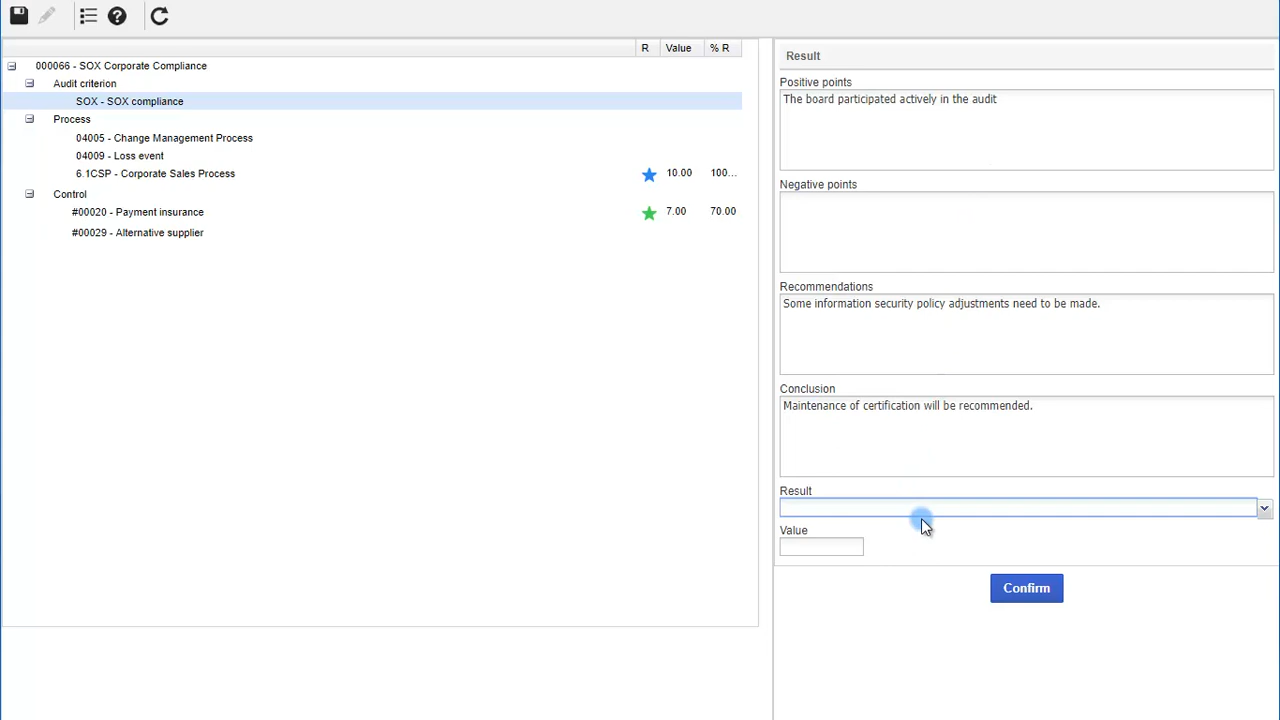 R Value % R
000066 - SOX Corporate Compliance
Audit criterion
SOX - SOX compliance
Process
04005 - Change Management Process
04009 - Loss event
6.1CSP - Corporate Sales Process 10.00 100...
Control
#00020 - Payment insurance 7.00 70.00
#00029 - Alternative supplier
Result
Positive points
The board participated actively in the audit
Negative points
Recommendations
Some information security policy adjustments need to be made.
Conclusion
Maintenance of certification will be recommended.
Result
Value
Confirm